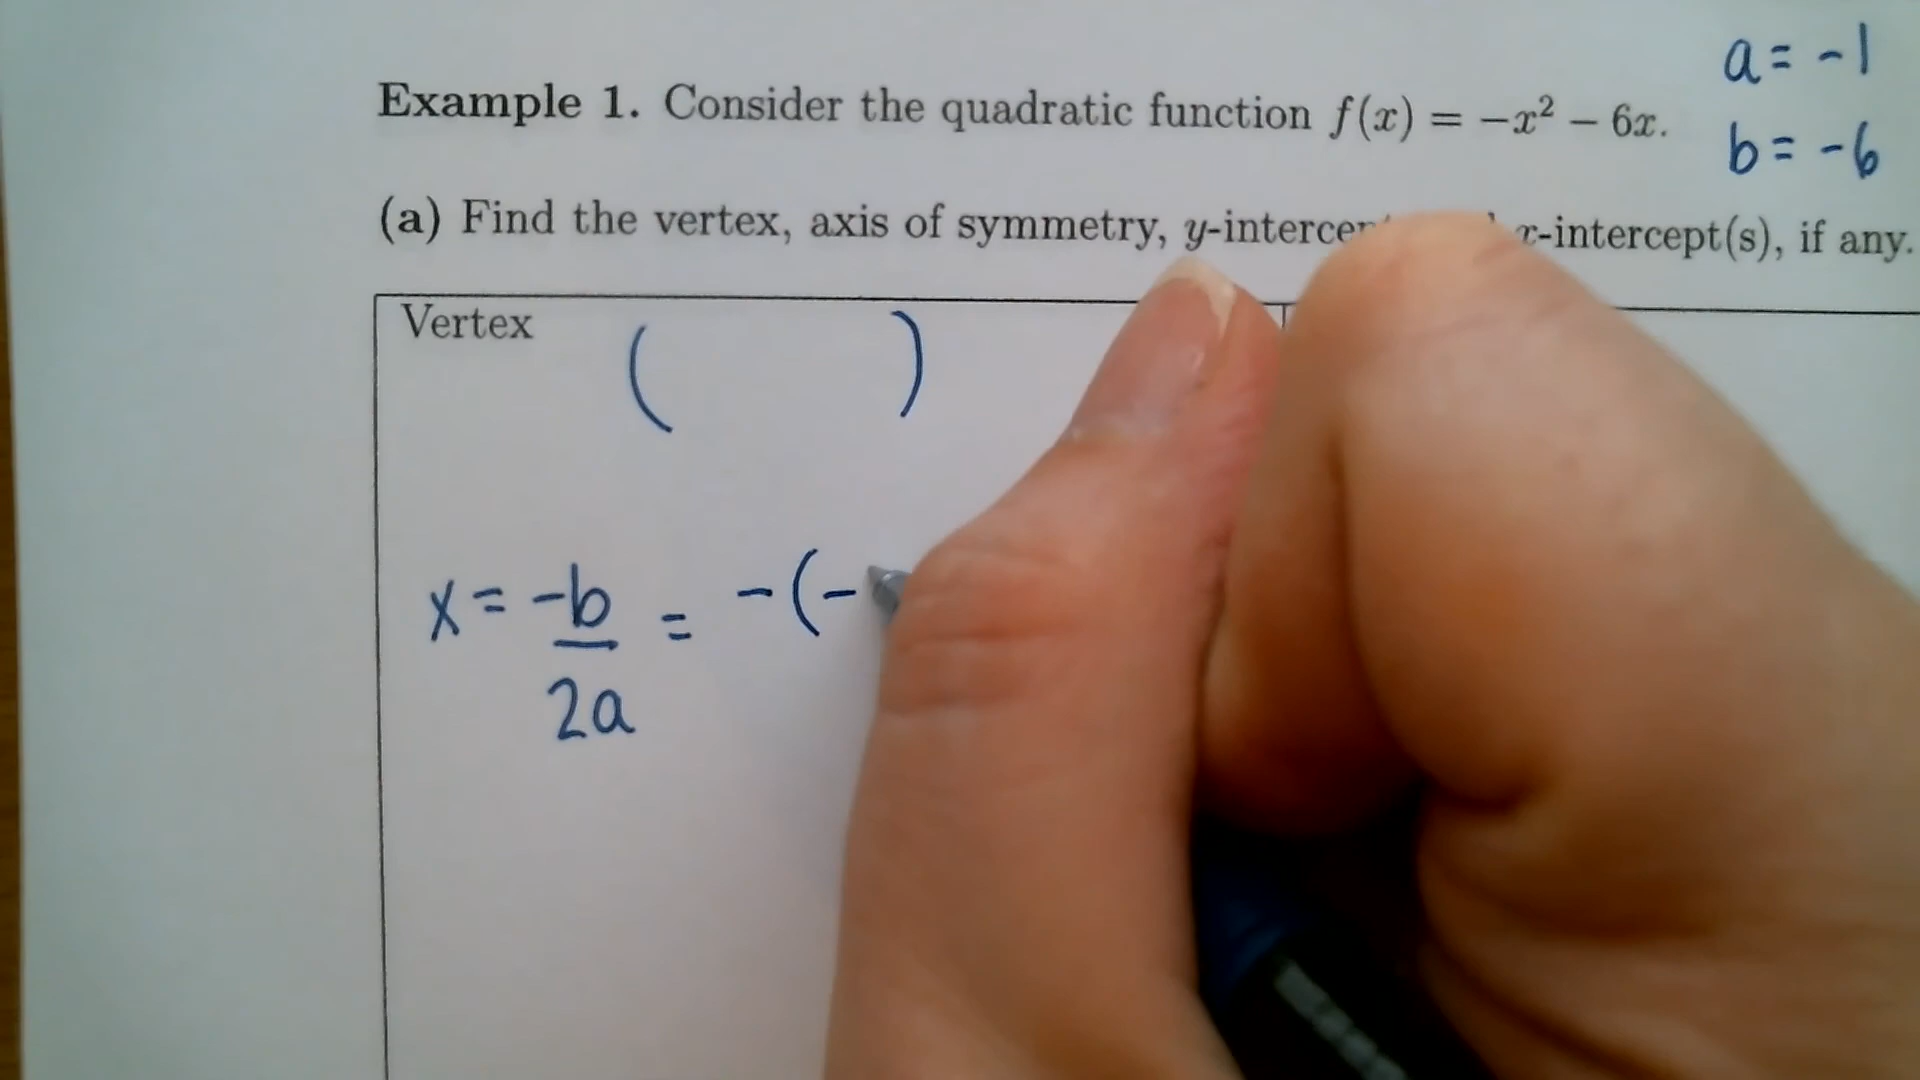 a = -1
Example 1. Consider the quadratic function f(x) = −x² − 6x.
b = -6
(a) Find the vertex, axis of symmetry, y-intercep x-intercept(s), if any.
Vertex ( )
x = -b/2a = -(-